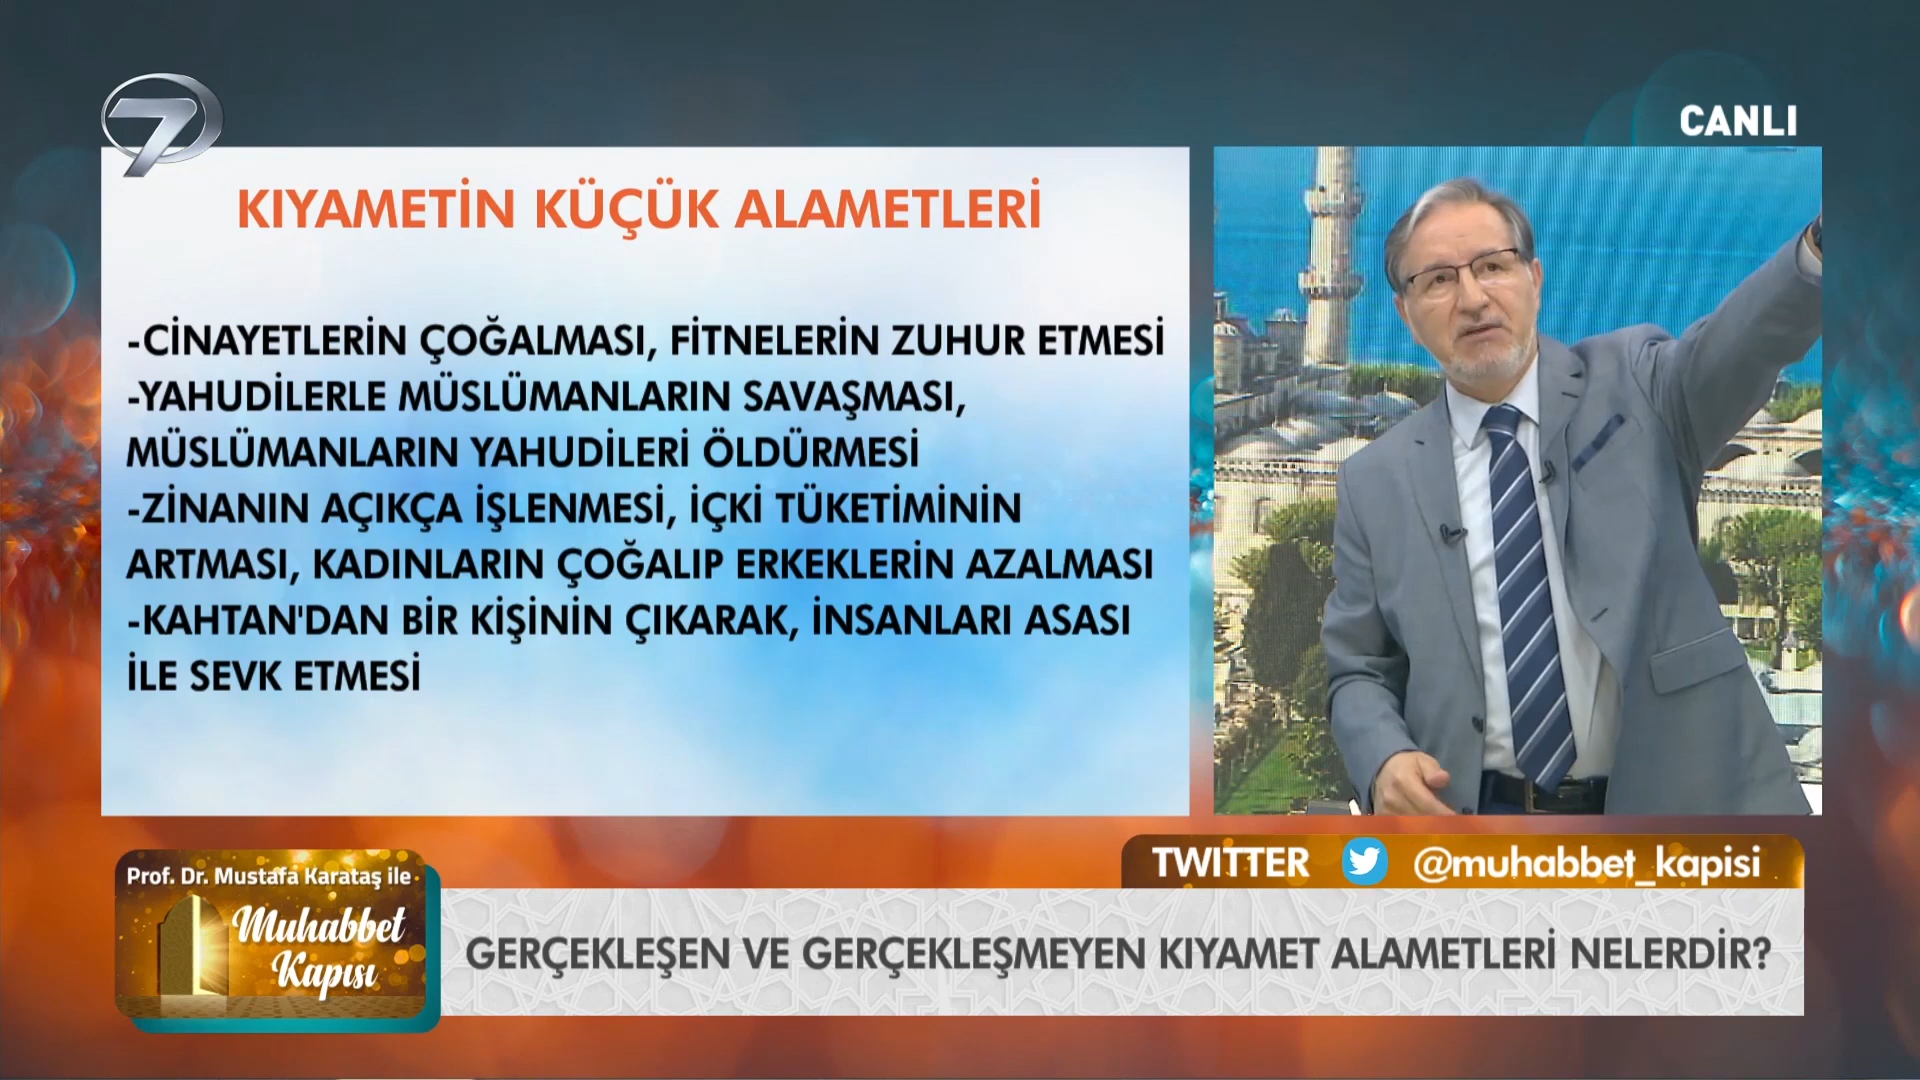 7
CANLI
KIYAMETİN KÜÇÜK ALAMETLERİ
-CİNAYETLERİN ÇOĞALMASI, FİTNELERİN ZUHUR ETMESİ
-YAHUDİLERLE MÜSLÜMANLARIN SAVAŞMASI,
MÜSLÜMANLARIN YAHUDİLERİ ÖLDÜRMESİ
-ZİNANIN AÇIKÇA İŞLENMESİ, İÇKİ TÜKETİMİNİN
ARTMASI, KADINLARIN ÇOĞALIP ERKEKLERİN AZALMASI
-KAHTAN'DAN BİR KİŞİNİN ÇIKARAK, İNSANLARI ASASI
İLE SEVK ETMESİ
TWITTER @muhabbet_kapisi
Prof. Dr. Mustafa Karataş ile
Muhabbet
Kapısı
GERÇEKLEŞEN VE GERÇEKLEŞMEYEN KIYAMET ALAMETLERİ NELERDİR?